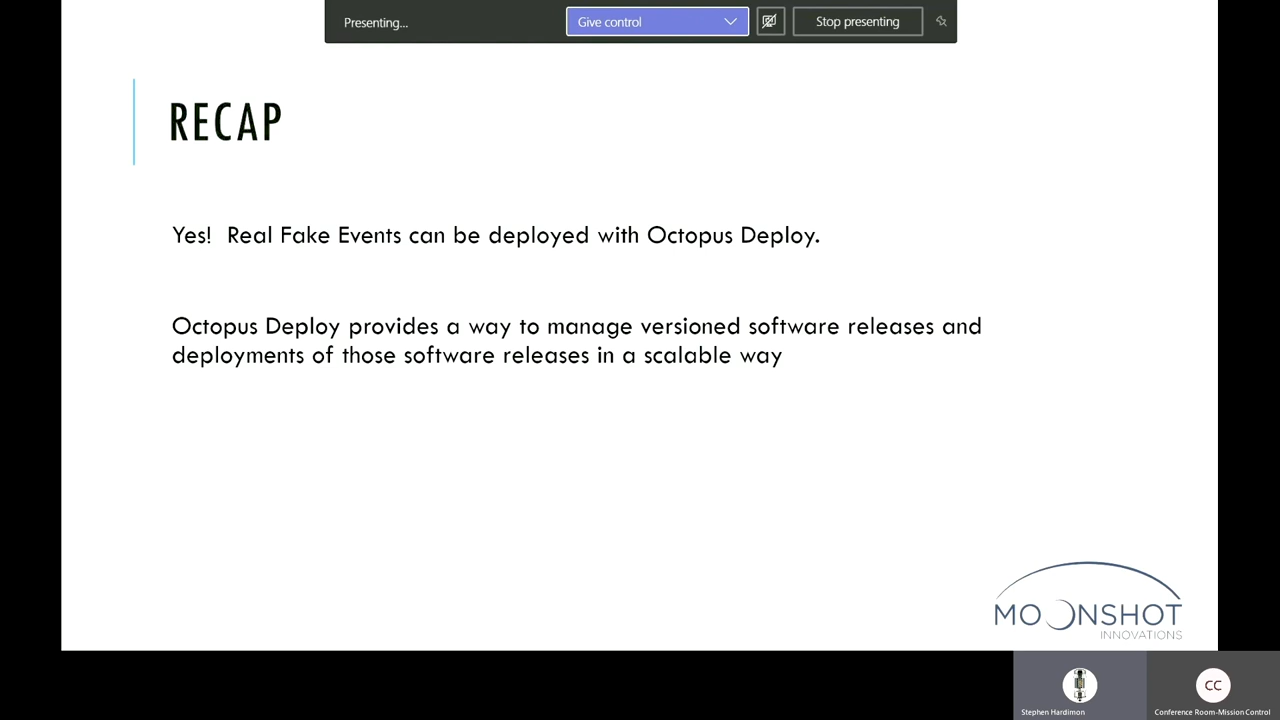 Presenting...
Give control
Stop presenting
RECAP
Yes! Real Fake Events can be deployed with Octopus Deploy.
Octopus Deploy provides a way to manage versioned software releases and
deployments of those software releases in a scalable way
MOONSHOT
INNOVATIONS
CC
Stephen Hardimon
Conference Room-Mission Control